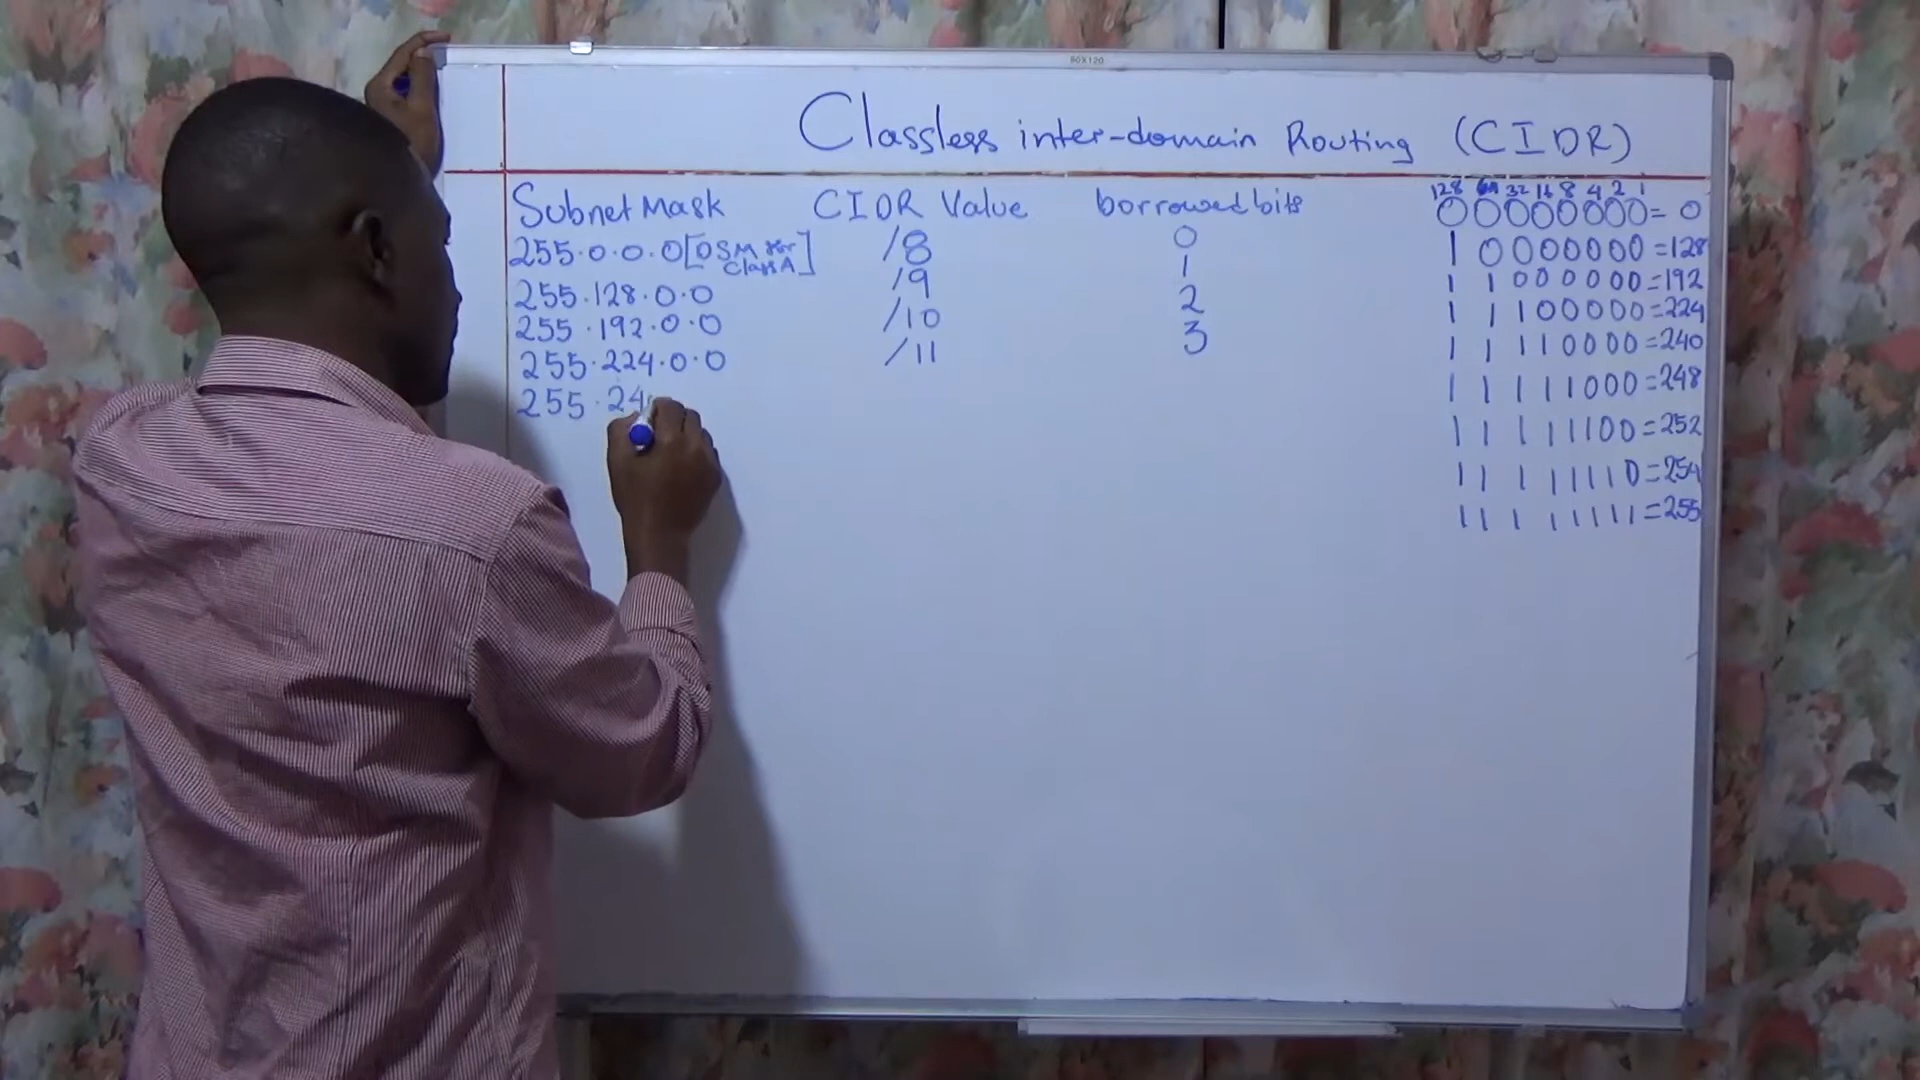 80X120
Classless inter-domain Routing (CIDR)
Subnet Mask CIDR Value borrowed bits
255.0.0.0 [DSM for Class A] /8 0
255.128.0.0 /9 1
255.192.0.0 /10 2
255.224.0.0 /11 3
255.24
128 64 32 16 8 4 2 1
00000000 = 0
10000000 = 128
11000000 = 192
11100000 = 224
11110000 = 240
11111000 = 248
11111100 = 252
11111110 = 254
11111111 = 255